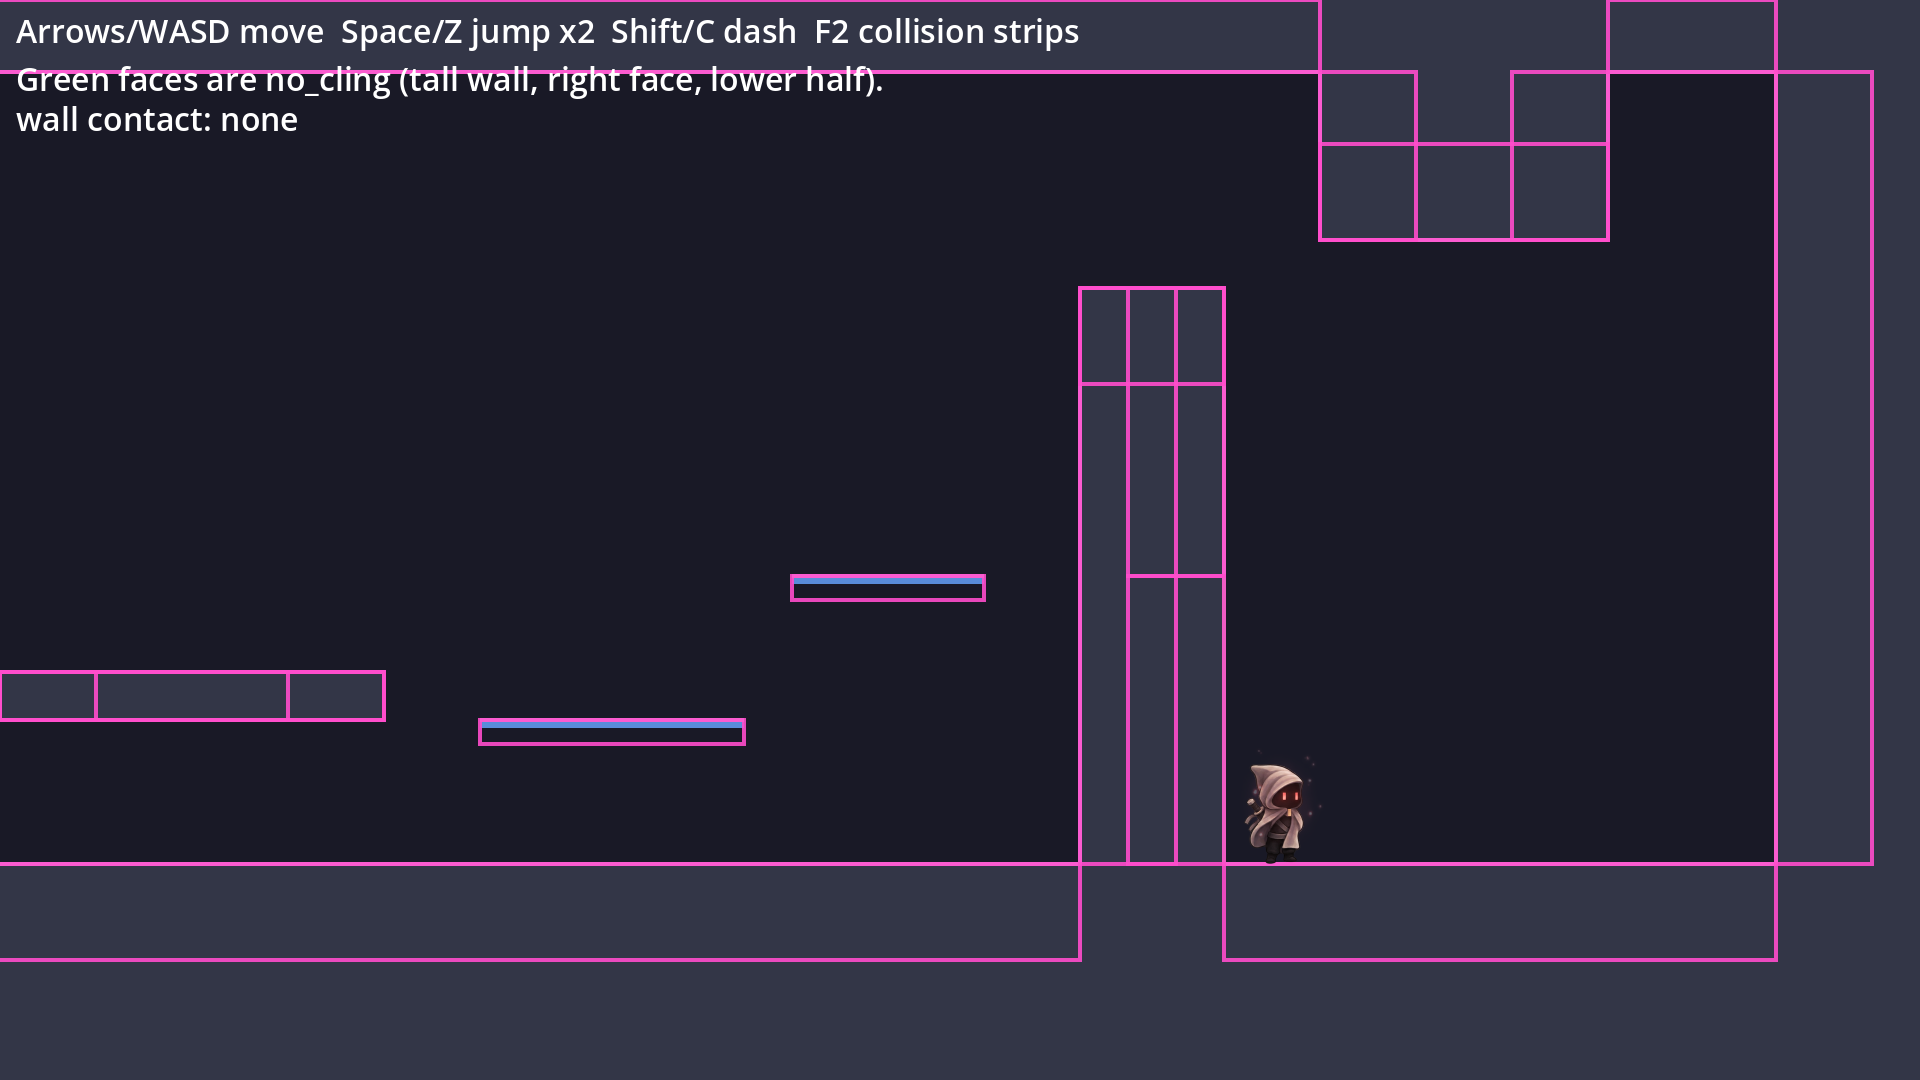 Arrows/WASD move  Space/Z jump x2  Shift/C dash  F2 collision strips
Green faces are no_cling (tall wall, right face, lower half).
wall contact: none